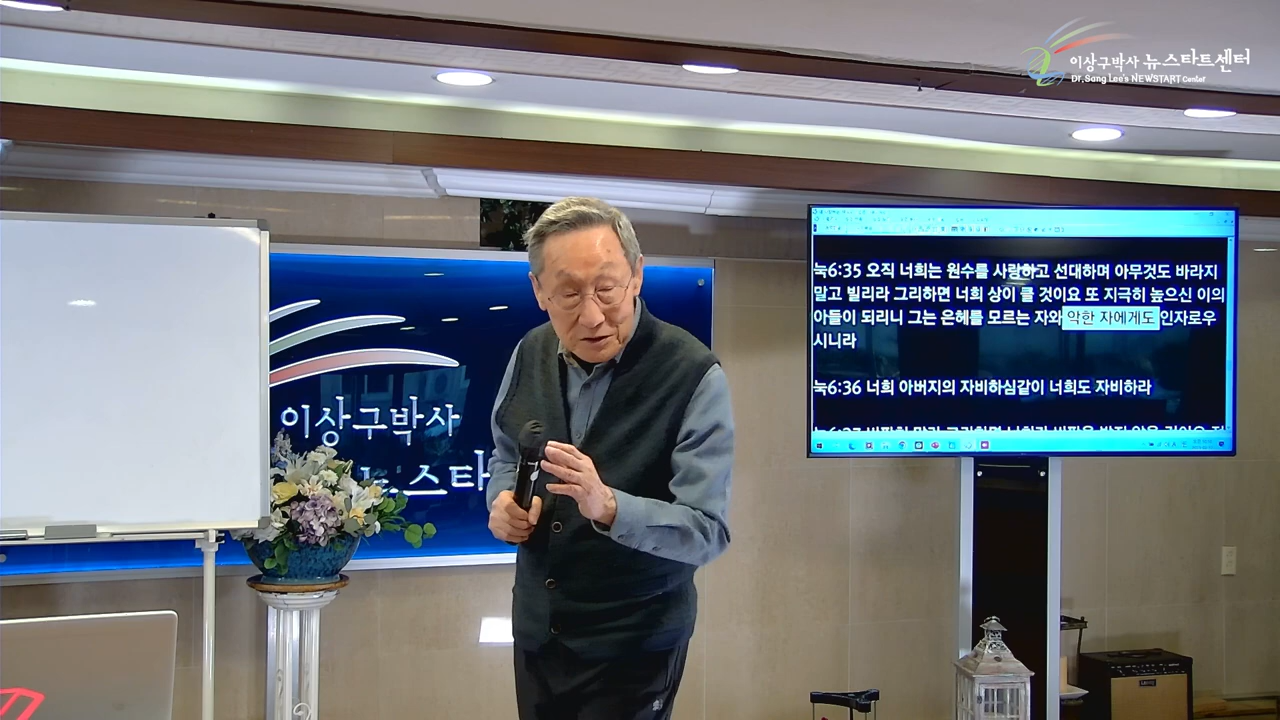 이상구박사 뉴스타트센터
Dr. Sang Lee's NEWSTART Center
눅6:35 오직 너희는 원수를 사랑하고 선대하며 아무것도 바라지
말고 빌리라 그리하면 너희 상이 클 것이요 또 지극히 높으신 이의
아들이 되리니 그는 은혜를 모르는 자와 악한 자에게도 인자로우
시니라
눅6:36 너희 아버지의 자비하심같이 너희도 자비하라
이상구박사
뉴스타